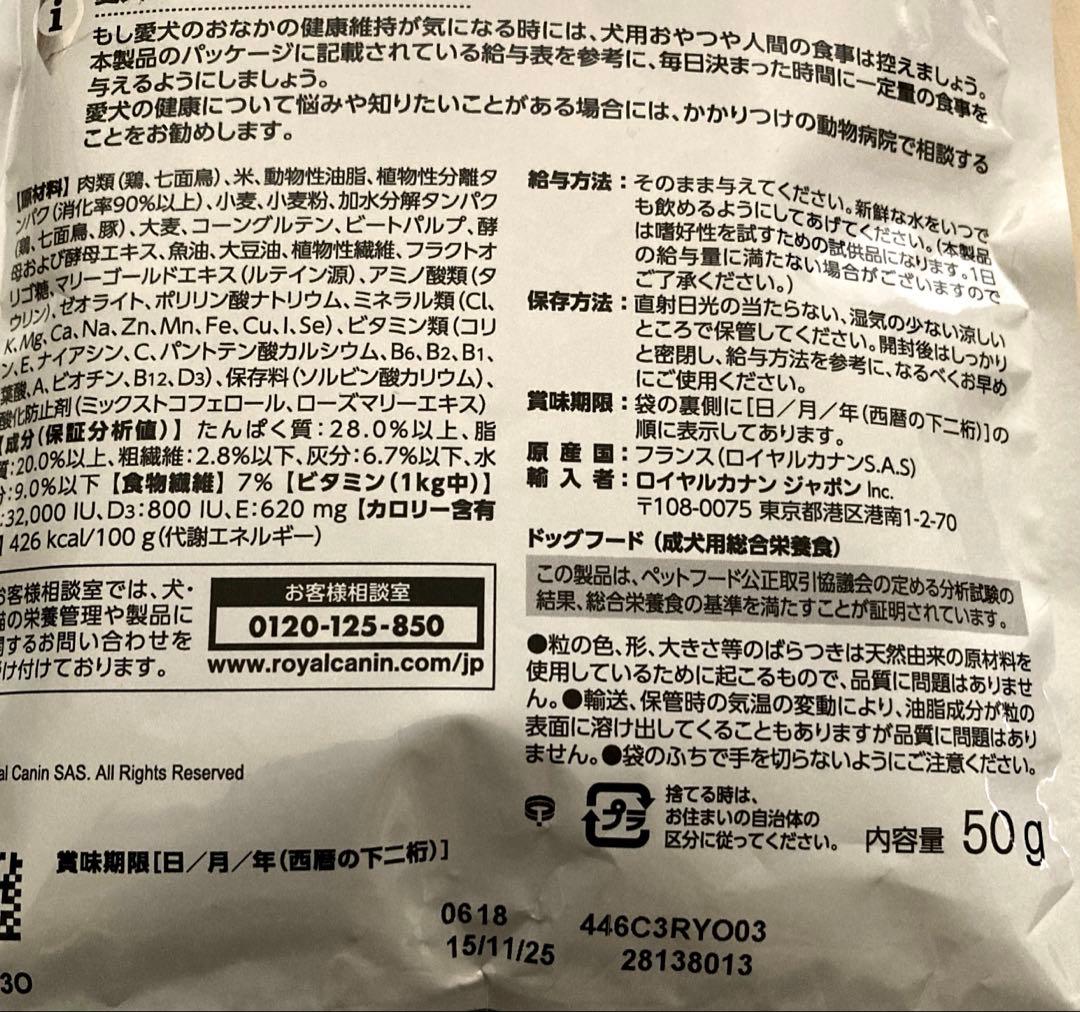 もし愛犬のおなかの健康維持が気になる時には、犬用おやつや人間の食事は控えましょう。
本製品のパッケージに記載されている給与表を参考に、毎日決まった時間に一定量の食事を
与えるようにしましょう。
愛犬の健康について悩みや知りたいことがある場合には、かかりつけの動物病院で相談する
ことをお勧めします。
【原材料】肉類(鶏、七面鳥)、米、動物性油脂、植物性分離タ
ンパク(消化率90%以上)、小麦、小麦粉、加水分解タンパク
(鶏、七面鳥、豚)、大麦、コーングルテン、ビートパルプ、酵
母および酵母エキス、魚油、大豆油、植物性繊維、フラクトオ
リゴ糖、マリーゴールドエキス(ルテイン源)、アミノ酸類(タ
ウリン)、ゼオライト、ポリリン酸ナトリウム、ミネラル類(Cl,
K、Mg、Ca、Na、Zn、Mn、Fe、Cu、I、Se)、ビタミン類(コリ
ン、E、ナイアシン、C、パントテン酸カルシウム、B6、B2、B1、
葉酸、A、ビオチン、B12、D3)、保存料(ソルビン酸カリウム)、
酸化防止剤(ミックストコフェロール、ローズマリーエキス)
【成分(保証分析値)】たんぱく質:28.0%以上、脂
質:20.0%以上、粗繊維:2.8%以下、灰分:6.7%以下、水
分:9.0%以下【食物繊維】7%【ビタミン(1kg中)】
:32,000 IU、D3:800 IU、E:620 mg【カロリー含有
】426 kcal/100 g(代謝エネルギー)
お客様相談室では、犬・
猫の栄養管理や製品に
関するお問い合わせを
け付けております。
お客様相談室
0120-125-850
www.royalcanin.com/jp
al Canin SAS. All Rights Reserved
給与方法:そのまま与えてください。新鮮な水をいつで
も飲めるようにしてあげてください。(本製品
は嗜好性を試すための試供品になります。1日
の給与量に満たない場合がございますので
ご了承ください。)
保存方法:直射日光の当たらない、湿気の少ない涼しい
ところで保管してください。開封後はしっかり
と密閉し、給与方法を参考に、なるべくお早め
にご使用ください。
賞味期限:袋の裏側に[日/月/年(西暦の下二桁)]の
順に表示してあります。
原産国:フランス(ロイヤルカナンS.A.S)
輸入者:ロイヤルカナン ジャポン Inc.
〒108-0075 東京都港区港南1-2-70
ドッグフード(成犬用総合栄養食)
この製品は、ペットフード公正取引協議会の定める分析試験の
結果、総合栄養食の基準を満たすことが証明されています。
●粒の色、形、大きさ等のばらつきは天然由来の原材料を
使用しているために起こるもので、品質に問題はありませ
ん。●輸送、保管時の気温の変動により、油脂成分が粒の
表面に溶け出してくることもありますが品質に問題はあり
ません。●袋のふちで手を切らないようにご注意ください。
プラ
捨てる時は、
お住まいの自治体の
区分に従ってください。
内容量 50g
賞味期限[日/月/年(西暦の下二桁)]
0618 446C3RYO03
15/11/25 28138013